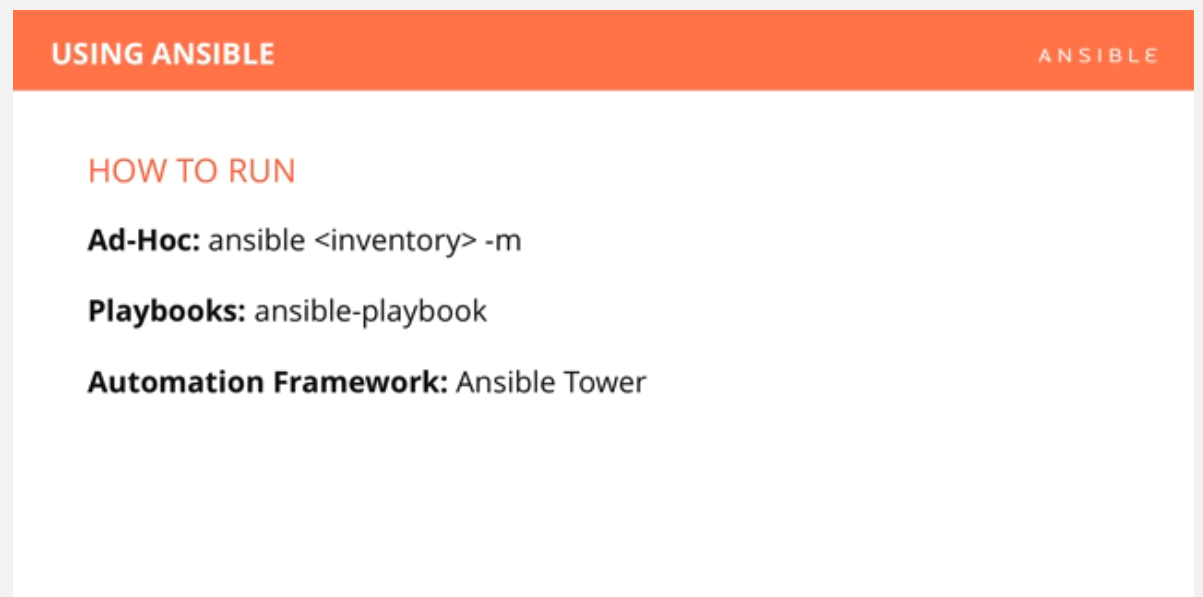 USING ANSIBLE
ANSIBLE
HOW TO RUN
Ad-Hoc: ansible <inventory> -m
Playbooks: ansible-playbook
Automation Framework: Ansible Tower